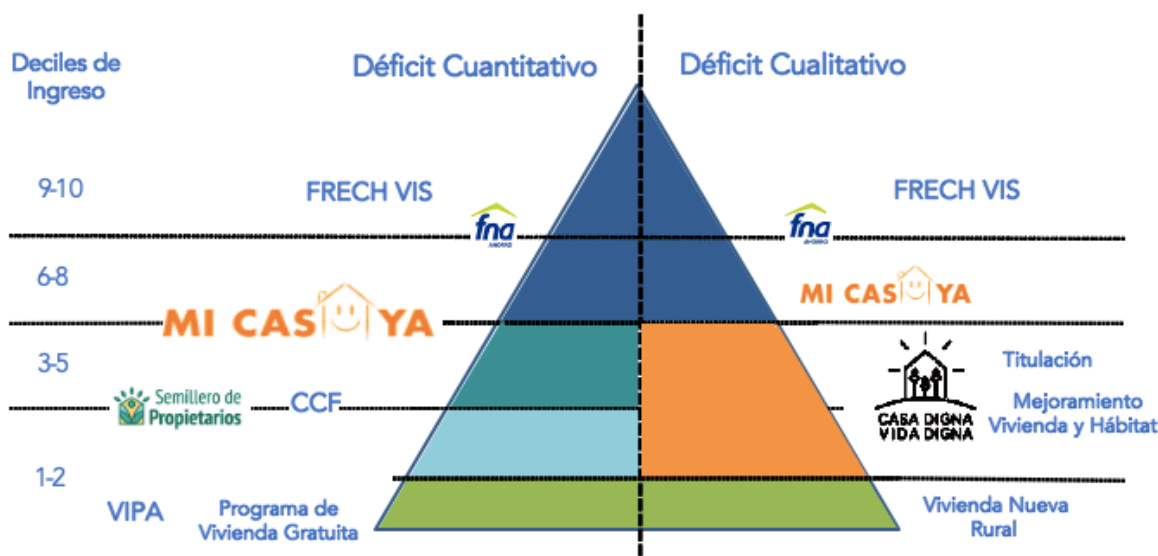 Deciles de
Ingreso
Déficit Cuantitativo
Déficit Cualitativo
9-10
FRECH VIS
FRECH VIS
fna
AHORRO
fna
AHORRO
6-8
MI CASA YA
MI CASA YA
3-5
Titulación
Semillero de
Propietarios
CCF
CASA DIGNA
VIDA DIGNA
Mejoramiento
Vivienda y Hábitat
1-2
VIPA
Programa de
Vivienda Gratuita
Vivienda Nueva
Rural